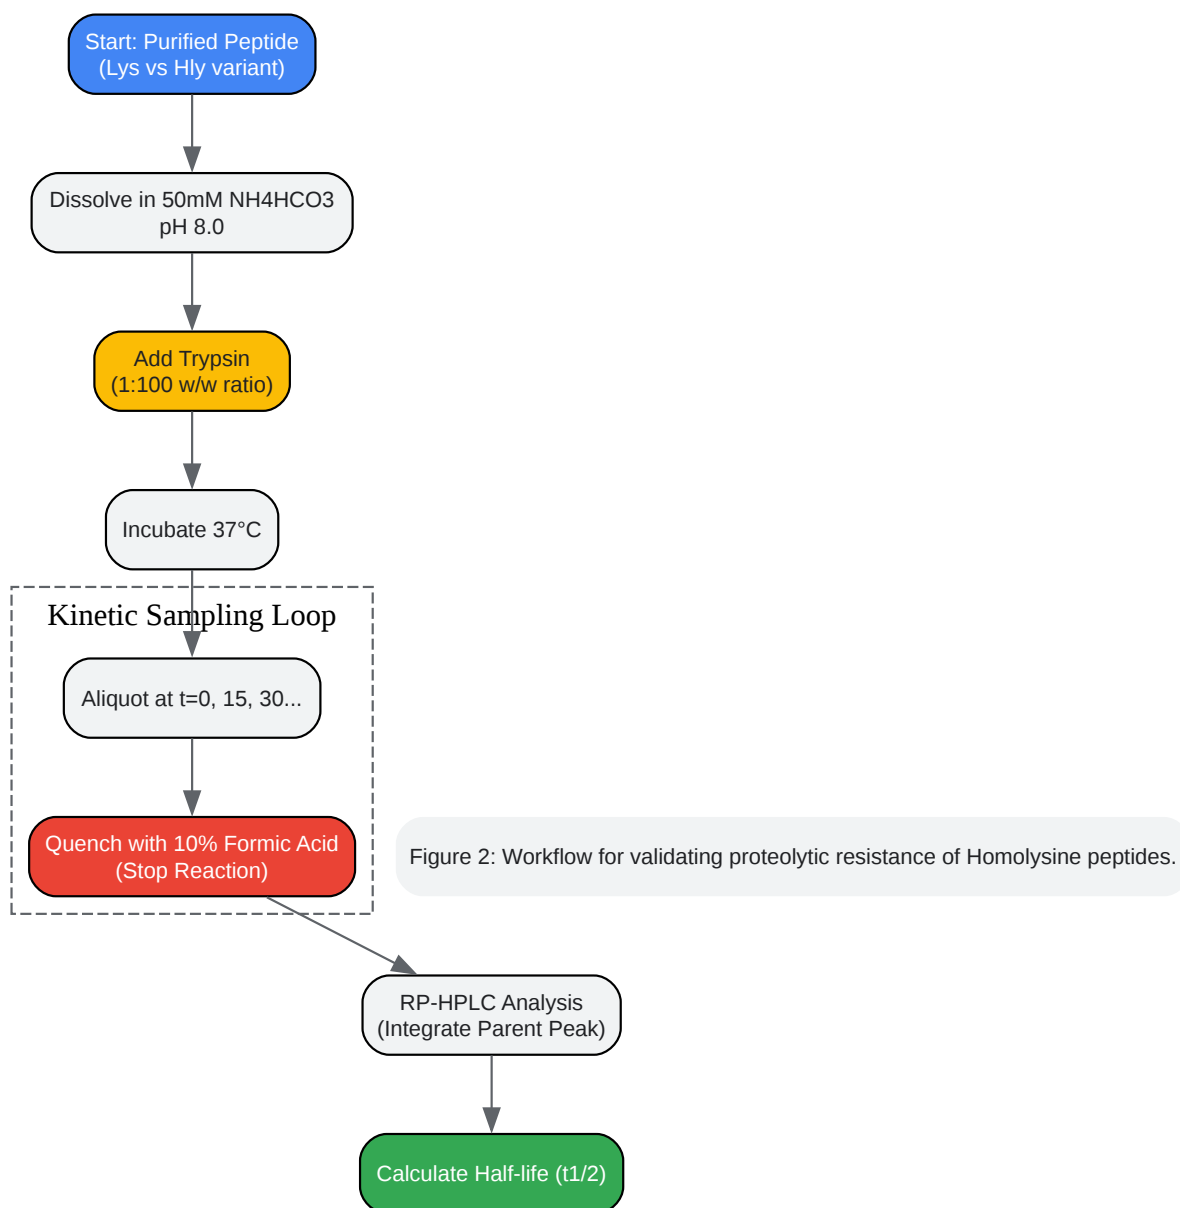 Start: Purified Peptide
(Lys vs Hly variant)
Dissolve in 50mM NH4HCO3
pH 8.0
Add Trypsin
(1:100 w/w ratio)
Incubate 37°C
Kinetic Sampling Loop
Aliquot at t=0, 15, 30...
Quench with 10% Formic Acid
(Stop Reaction)
Figure 2: Workflow for validating proteolytic resistance of Homolysine peptides.
RP-HPLC Analysis
(Integrate Parent Peak)
Calculate Half-life (t1/2)